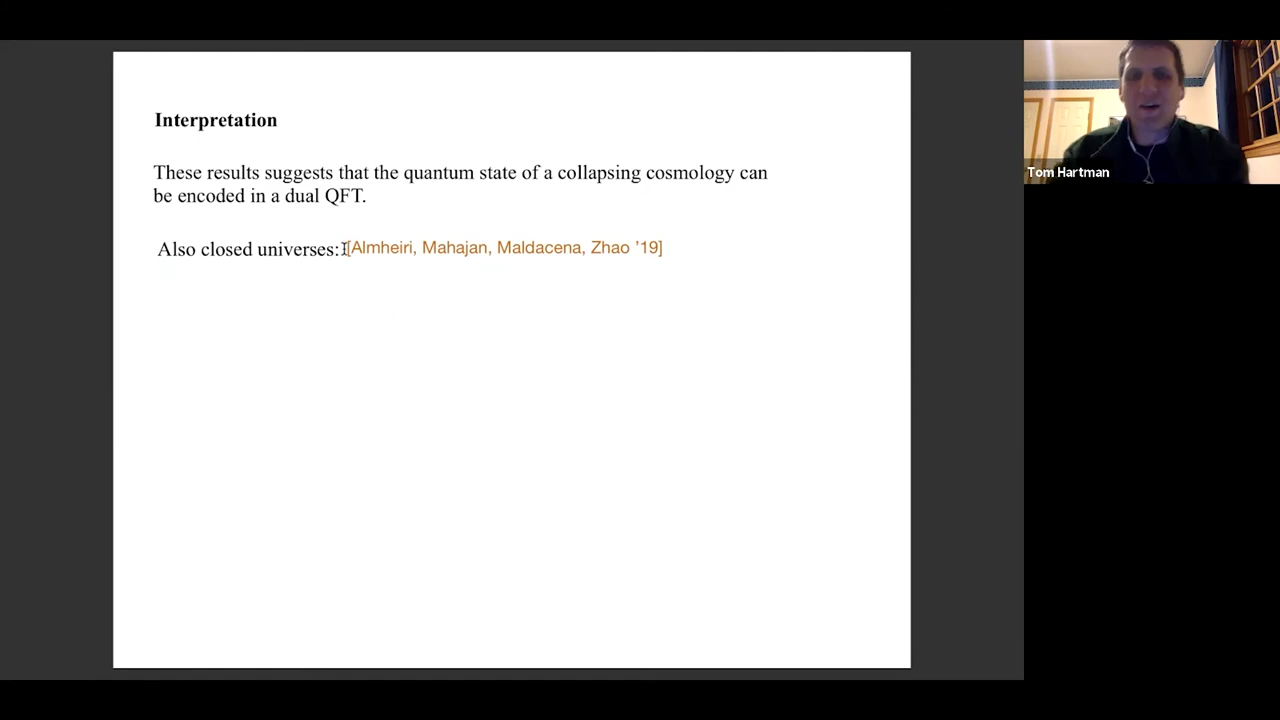 Interpretation
These results suggests that the quantum state of a collapsing cosmology can
be encoded in a dual QFT.
Also closed universes: [Almheiri, Mahajan, Maldacena, Zhao ’19]
Tom Hartman